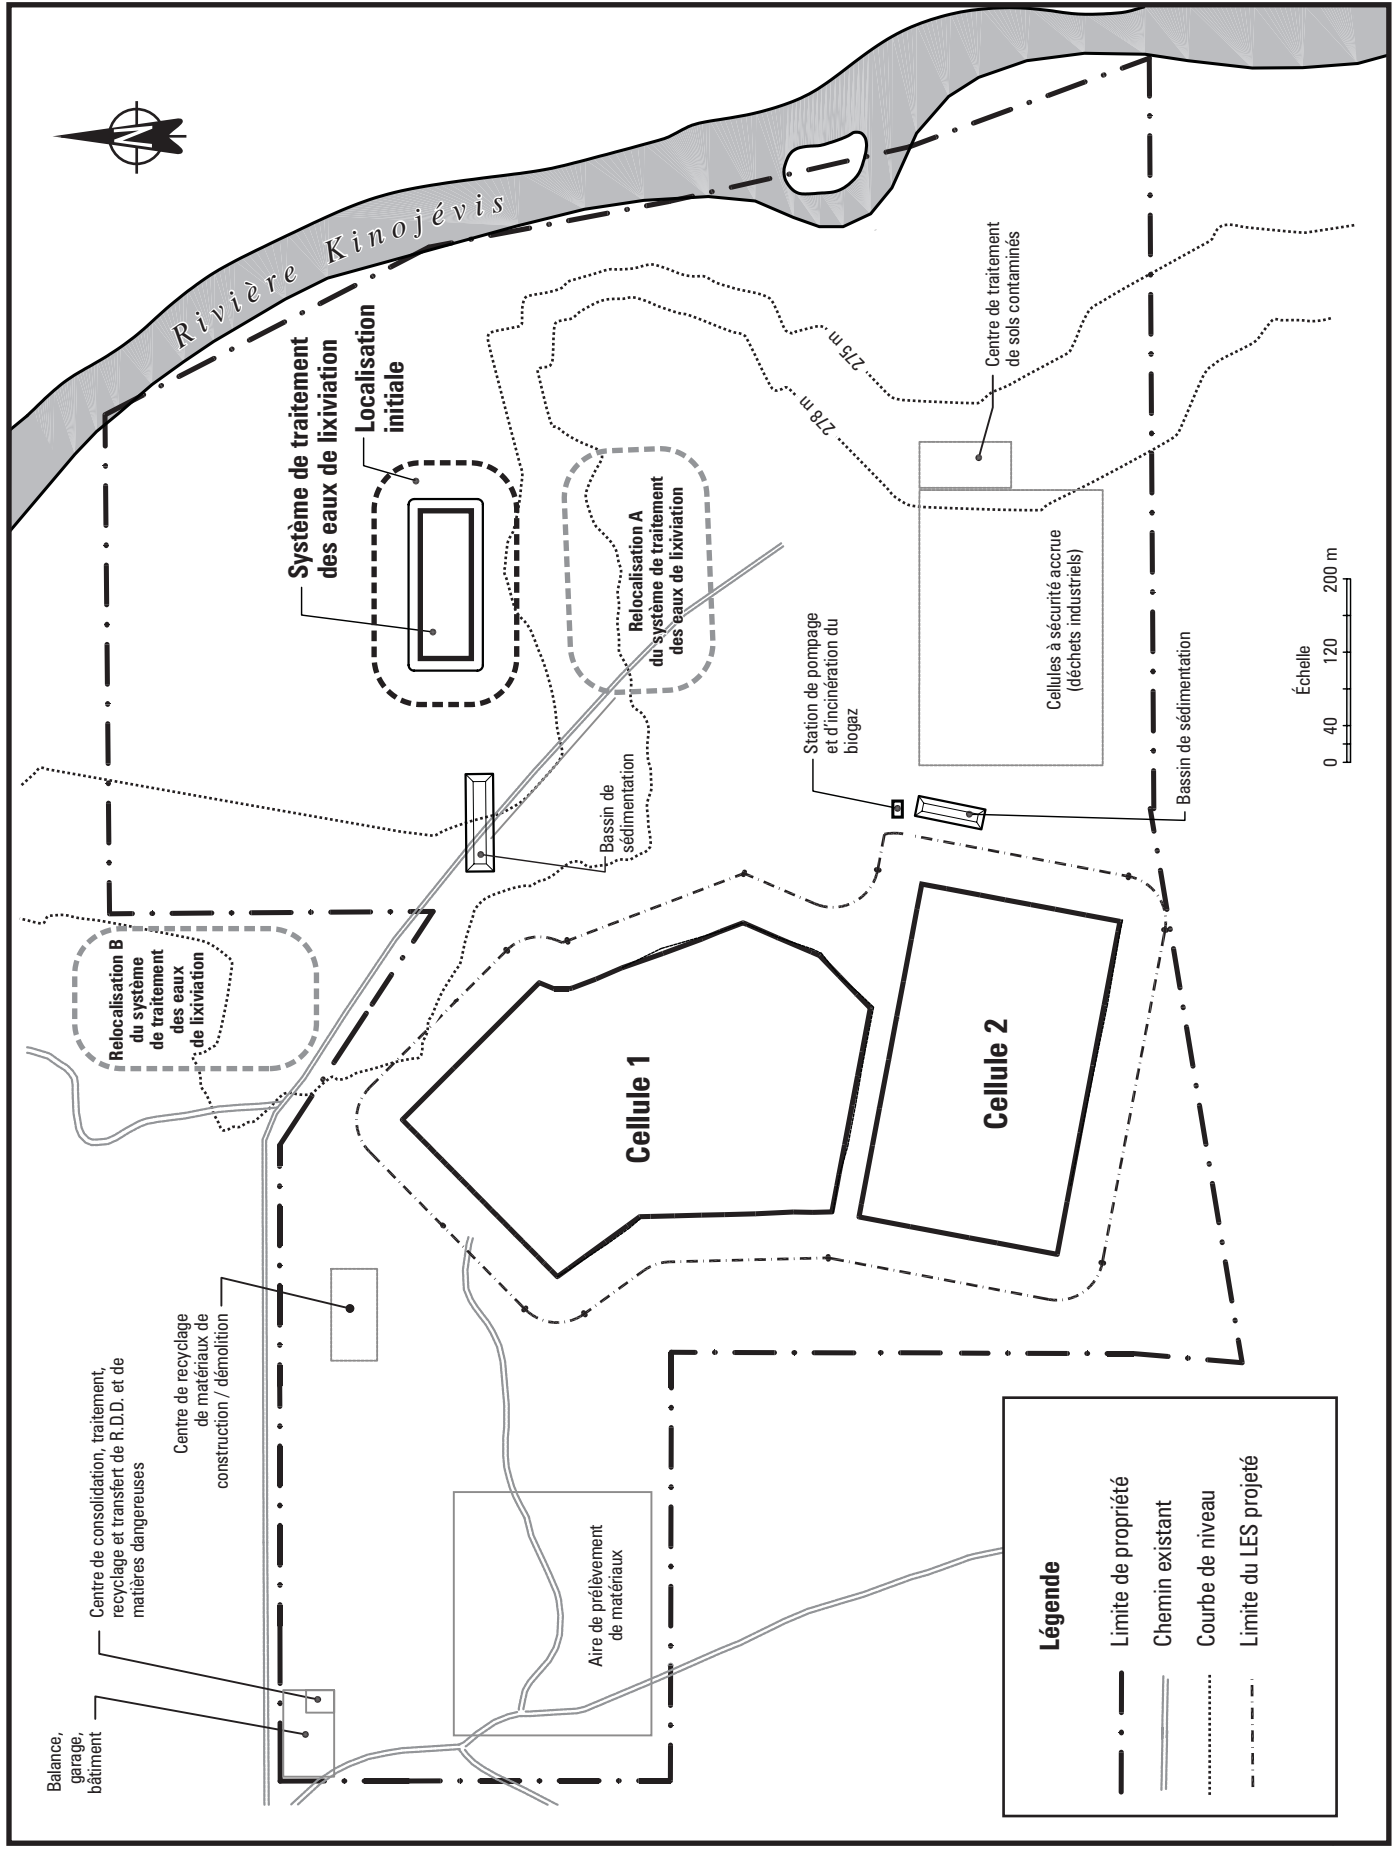 Rivière Kinojévis
N
Système de traitement
des eaux de lixiviation
Localisation
initiale
Relocalisation A
du système de traitement
des eaux de lixiviation
Relocalisation B
du système
de traitement
des eaux
de lixiviation
Bassin de
sédimentation
275 m
278 m
Centre de traitement
de sols contaminés
Cellules à sécurité accrue
(déchets industriels)
Station de pompage
et d'incinération du
biogaz
Bassin de sédimentation
Cellule 1
Cellule 2
Centre de recyclage
de matériaux de
construction / démolition
Centre de consolidation, traitement,
recyclage et transfert de R.D.D. et de
matières dangereuses
Balance,
garage,
bâtiment
Aire de prélèvement
de matériaux
Échelle
0 40 120 200 m
Légende
Limite de propriété
Chemin existant
Courbe de niveau
Limite du LES projeté